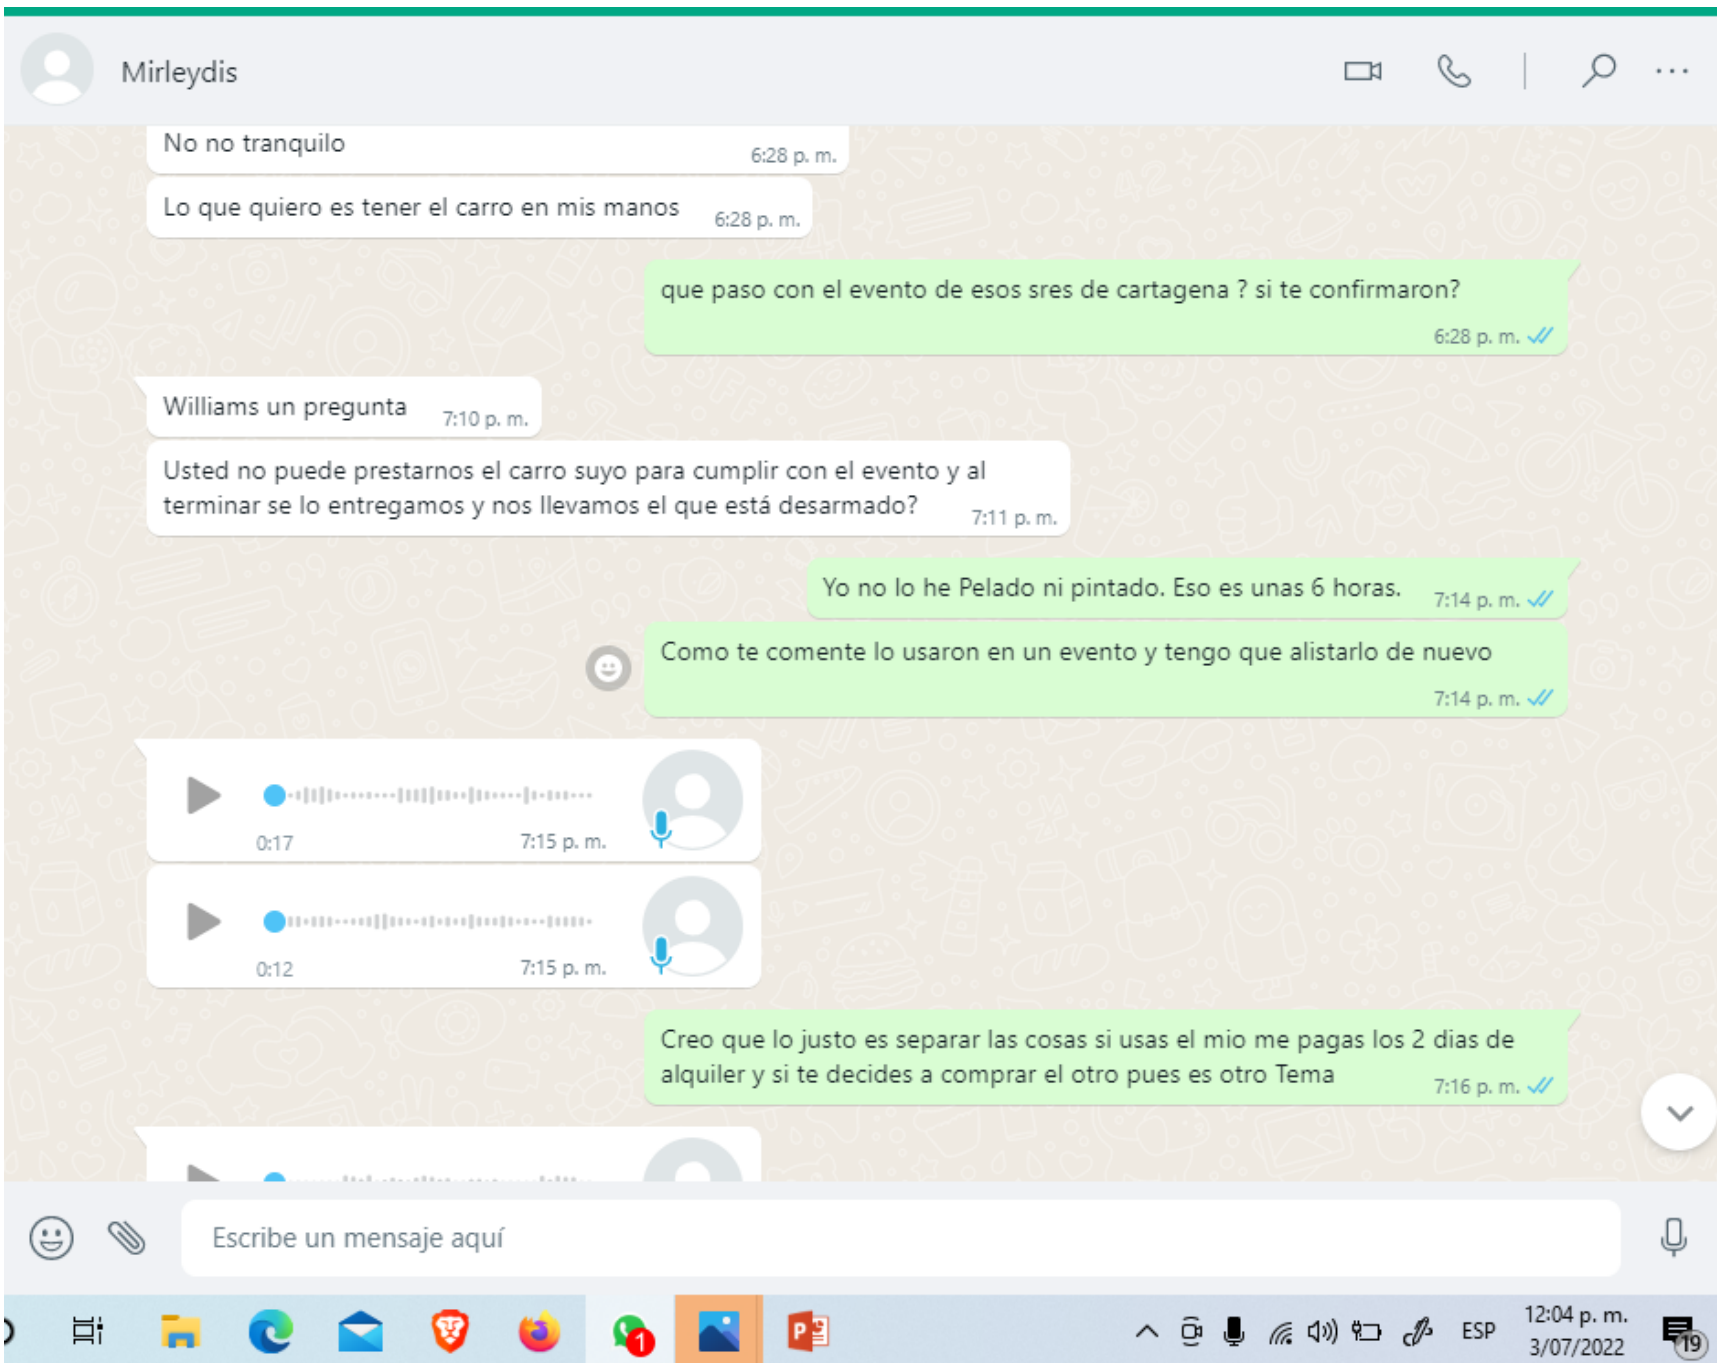 Mirleydis
No no tranquilo
6:28 p. m.
Lo que quiero es tener el carro en mis manos
6:28 p. m.
que paso con el evento de esos sres de cartagena ? si te confirmaron?
6:28 p. m.
Williams un pregunta
7:10 p. m.
Usted no puede prestarnos el carro suyo para cumplir con el evento y al
terminar se lo entregamos y nos llevamos el que está desarmado?
7:11 p. m.
Yo no lo he Pelado ni pintado. Eso es unas 6 horas.
7:14 p. m.
Como te comente lo usaron en un evento y tengo que alistarlo de nuevo
7:14 p. m.
0:17
7:15 p. m.
0:12
7:15 p. m.
Creo que lo justo es separar las cosas si usas el mio me pagas los 2 dias de
alquiler y si te decides a comprar el otro pues es otro Tema
7:16 p. m.
Escribe un mensaje aquí
1
P
ESP
12:04 p. m.
3/07/2022
19